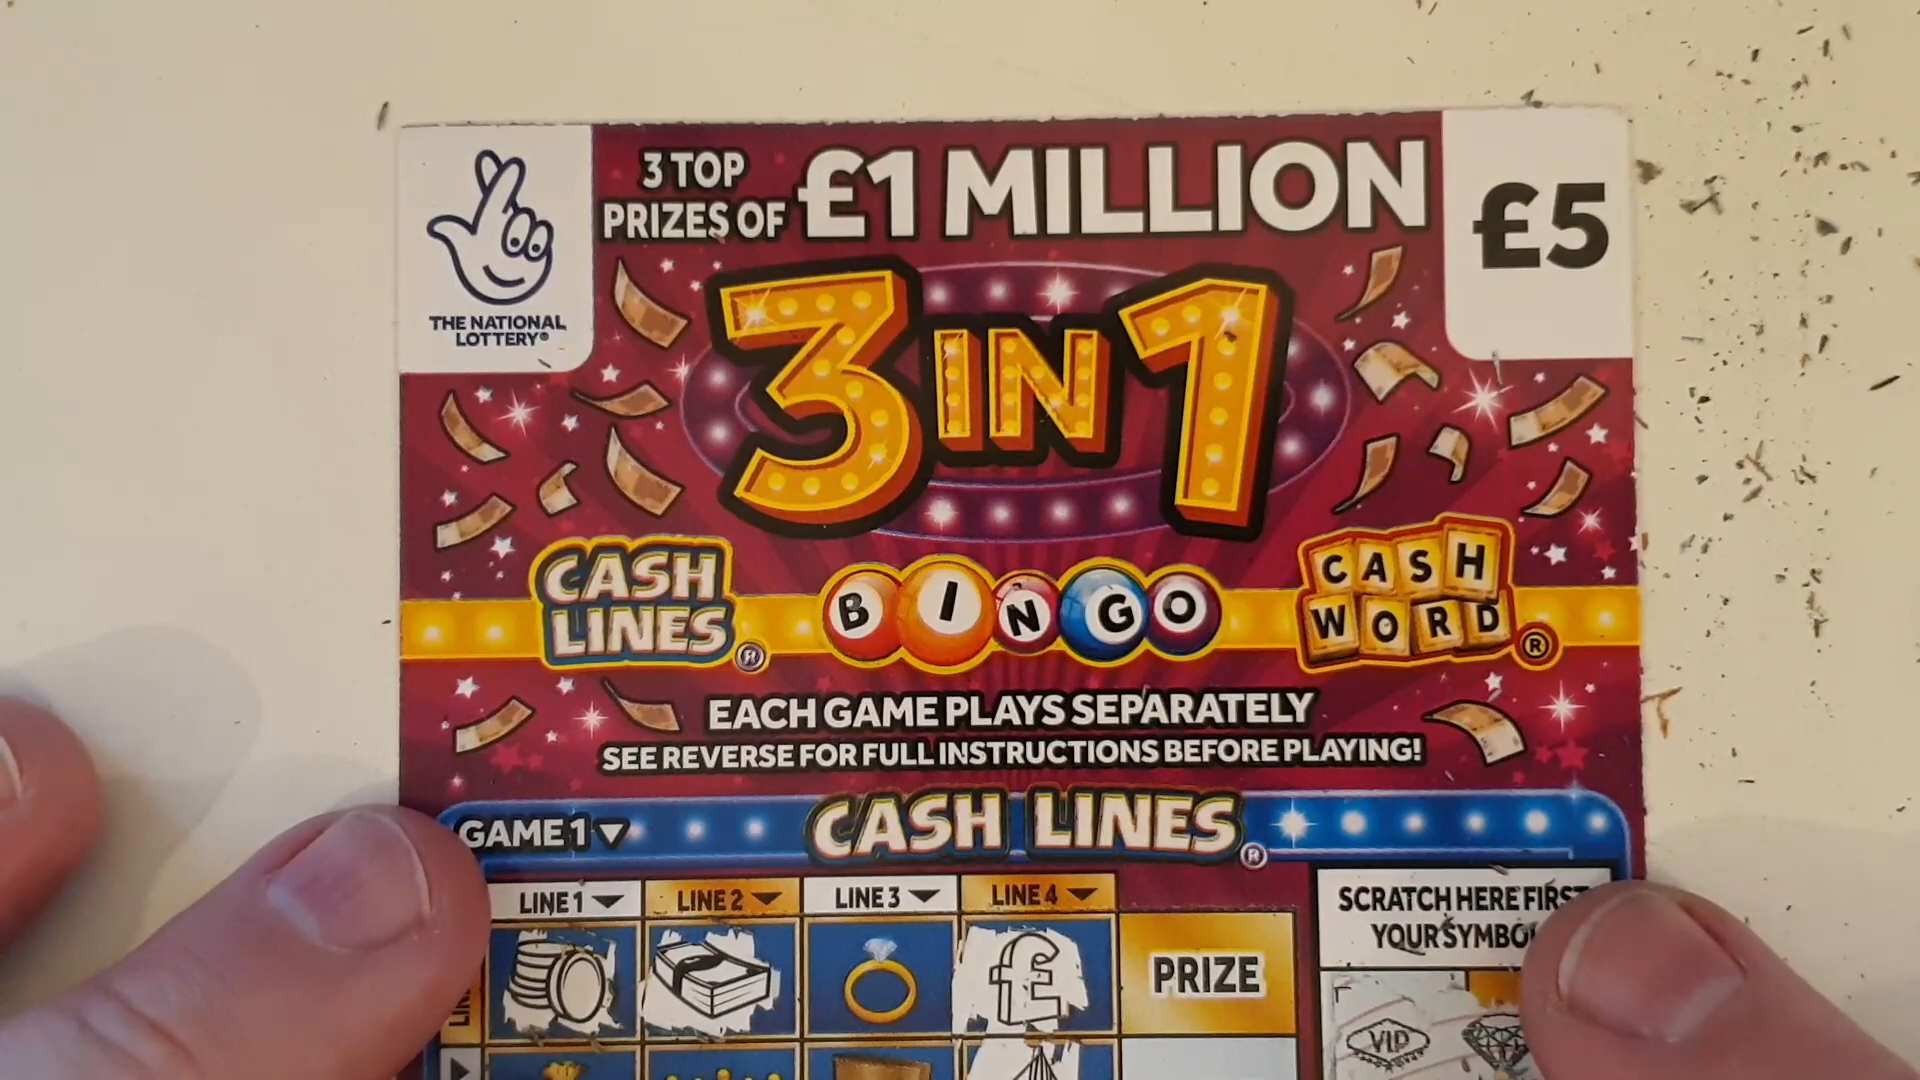 3 TOP
PRIZES OF £1 MILLION
£5
THE NATIONAL
LOTTERY®
3 IN 1
CASH
LINES®
BINGO
CASH
WORD®
EACH GAME PLAYS SEPARATELY
SEE REVERSE FOR FULL INSTRUCTIONS BEFORE PLAYING!
GAME 1 CASH LINES®
LINE 1 LINE 2 LINE 3 LINE 4
SCRATCH HERE FIRST
YOUR
£
PRIZE
VIP